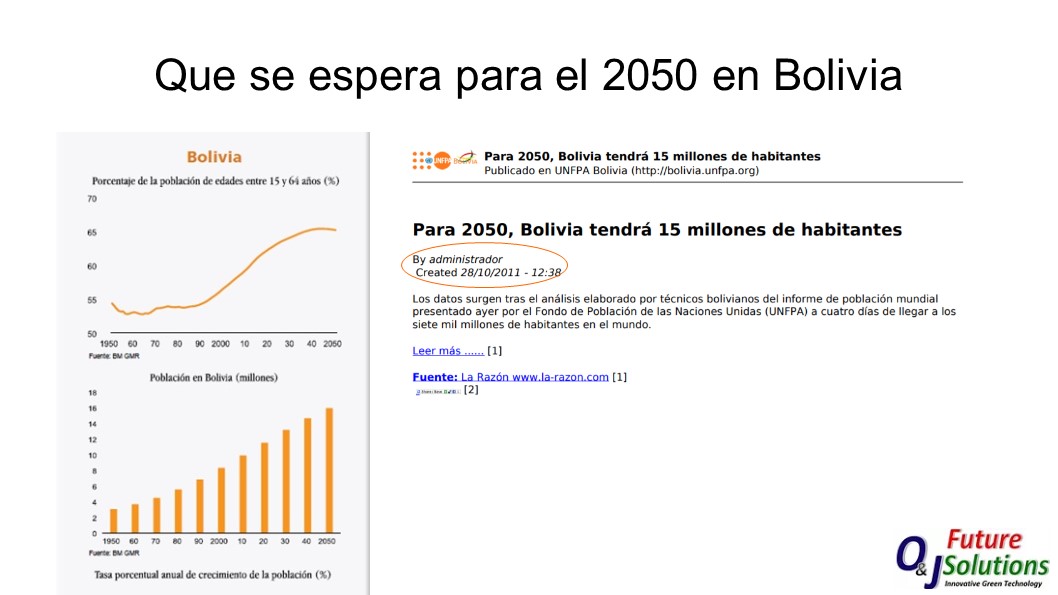 Que se espera para el 2050 en Bolivia
Bolivia
Porcentaje de la población de edades entre 15 y 64 años (%)
70
65
60
55
50
1950 60 70 80 90 2000 10 20 30 40 2050
Fuente: BM GMR
Población en Bolivia (millones)
18
16
14
12
10
8
6
4
2
0
1950 60 70 80 90 2000 10 20 30 40 2050
Fuente: BM GMR
Tasa porcentual anual de crecimiento de la población (%)
UNFPA Bolivia
Para 2050, Bolivia tendrá 15 millones de habitantes
Publicado en UNFPA Bolivia (http://bolivia.unfpa.org)
Para 2050, Bolivia tendrá 15 millones de habitantes
By administrador
Created 28/10/2011 - 12:38
Los datos surgen tras el análisis elaborado por técnicos bolivianos del informe de población mundial
presentado ayer por el Fondo de Población de las Naciones Unidas (UNFPA) a cuatro días de llegar a los
siete mil millones de habitantes en el mundo.
Leer más ...... [1]
Fuente: La Razón www.la-razon.com [1]
[2]
O&J Future
Solutions
Innovative Green Technology